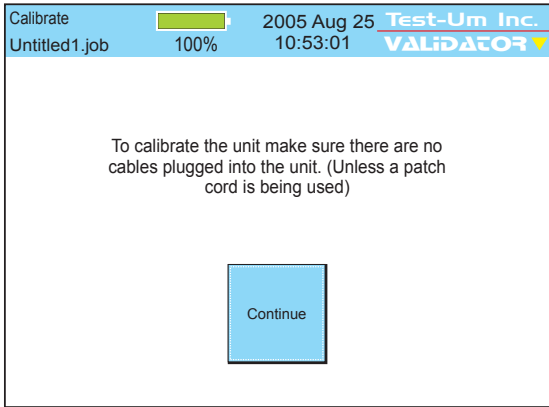 Calibrate
2005 Aug 25 Test-Um Inc.
Untitled1.job 100% 10:53:01 VALIDATOR
To calibrate the unit make sure there are no
cables plugged into the unit. (Unless a patch
cord is being used)
Continue